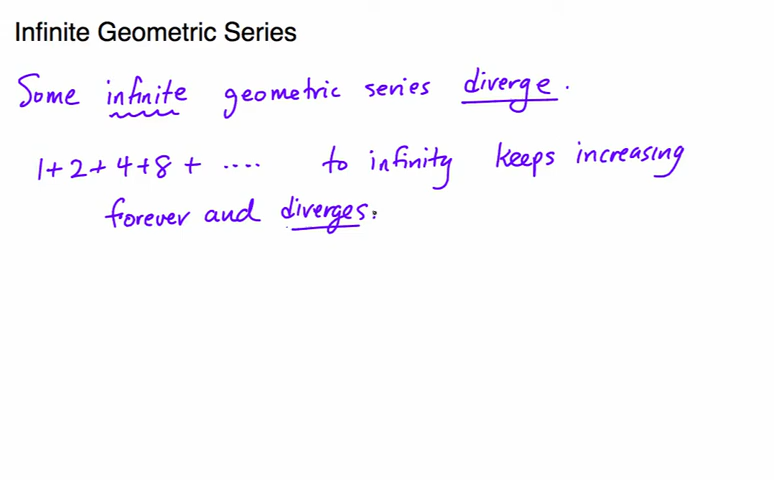 Infinite Geometric Series
Some infinite geometric series diverge.
1+2+4+8+ .... to infinity keeps increasing
forever and diverges.